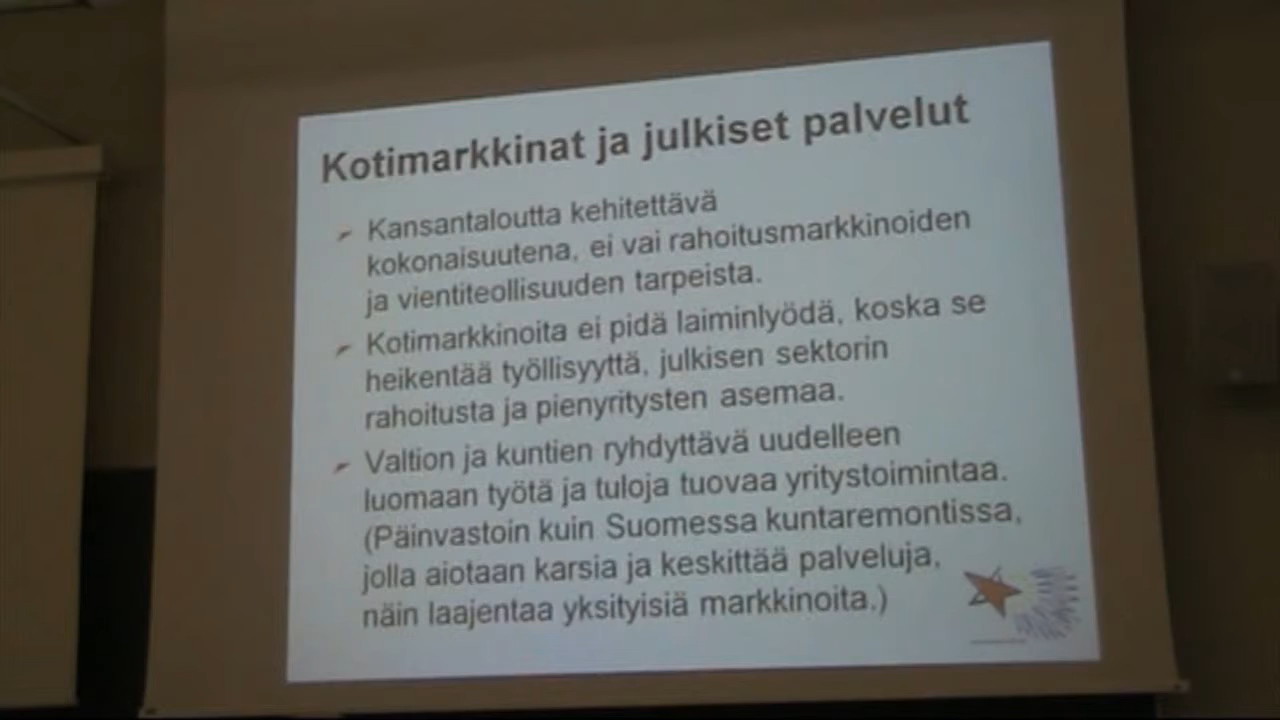 Kotimarkkinat ja julkiset palvelut
Kansantaloutta kehitettävä
kokonaisuutena, ei vai rahoitusmarkkinoiden
ja vientiteollisuuden tarpeista.
Kotimarkkinoita ei pidä laiminlyödä, koska se
heikentää työllisyyttä, julkisen sektorin
rahoitusta ja pienyritysten asemaa.
Valtion ja kuntien ryhdyttävä uudelleen
luomaan työtä ja tuloja tuovaa yritystoimintaa.
(Päinvastoin kuin Suomessa kuntaremontissa,
jolla aiotaan karsia ja keskittää palveluja,
näin laajentaa yksityisiä markkinoita.)